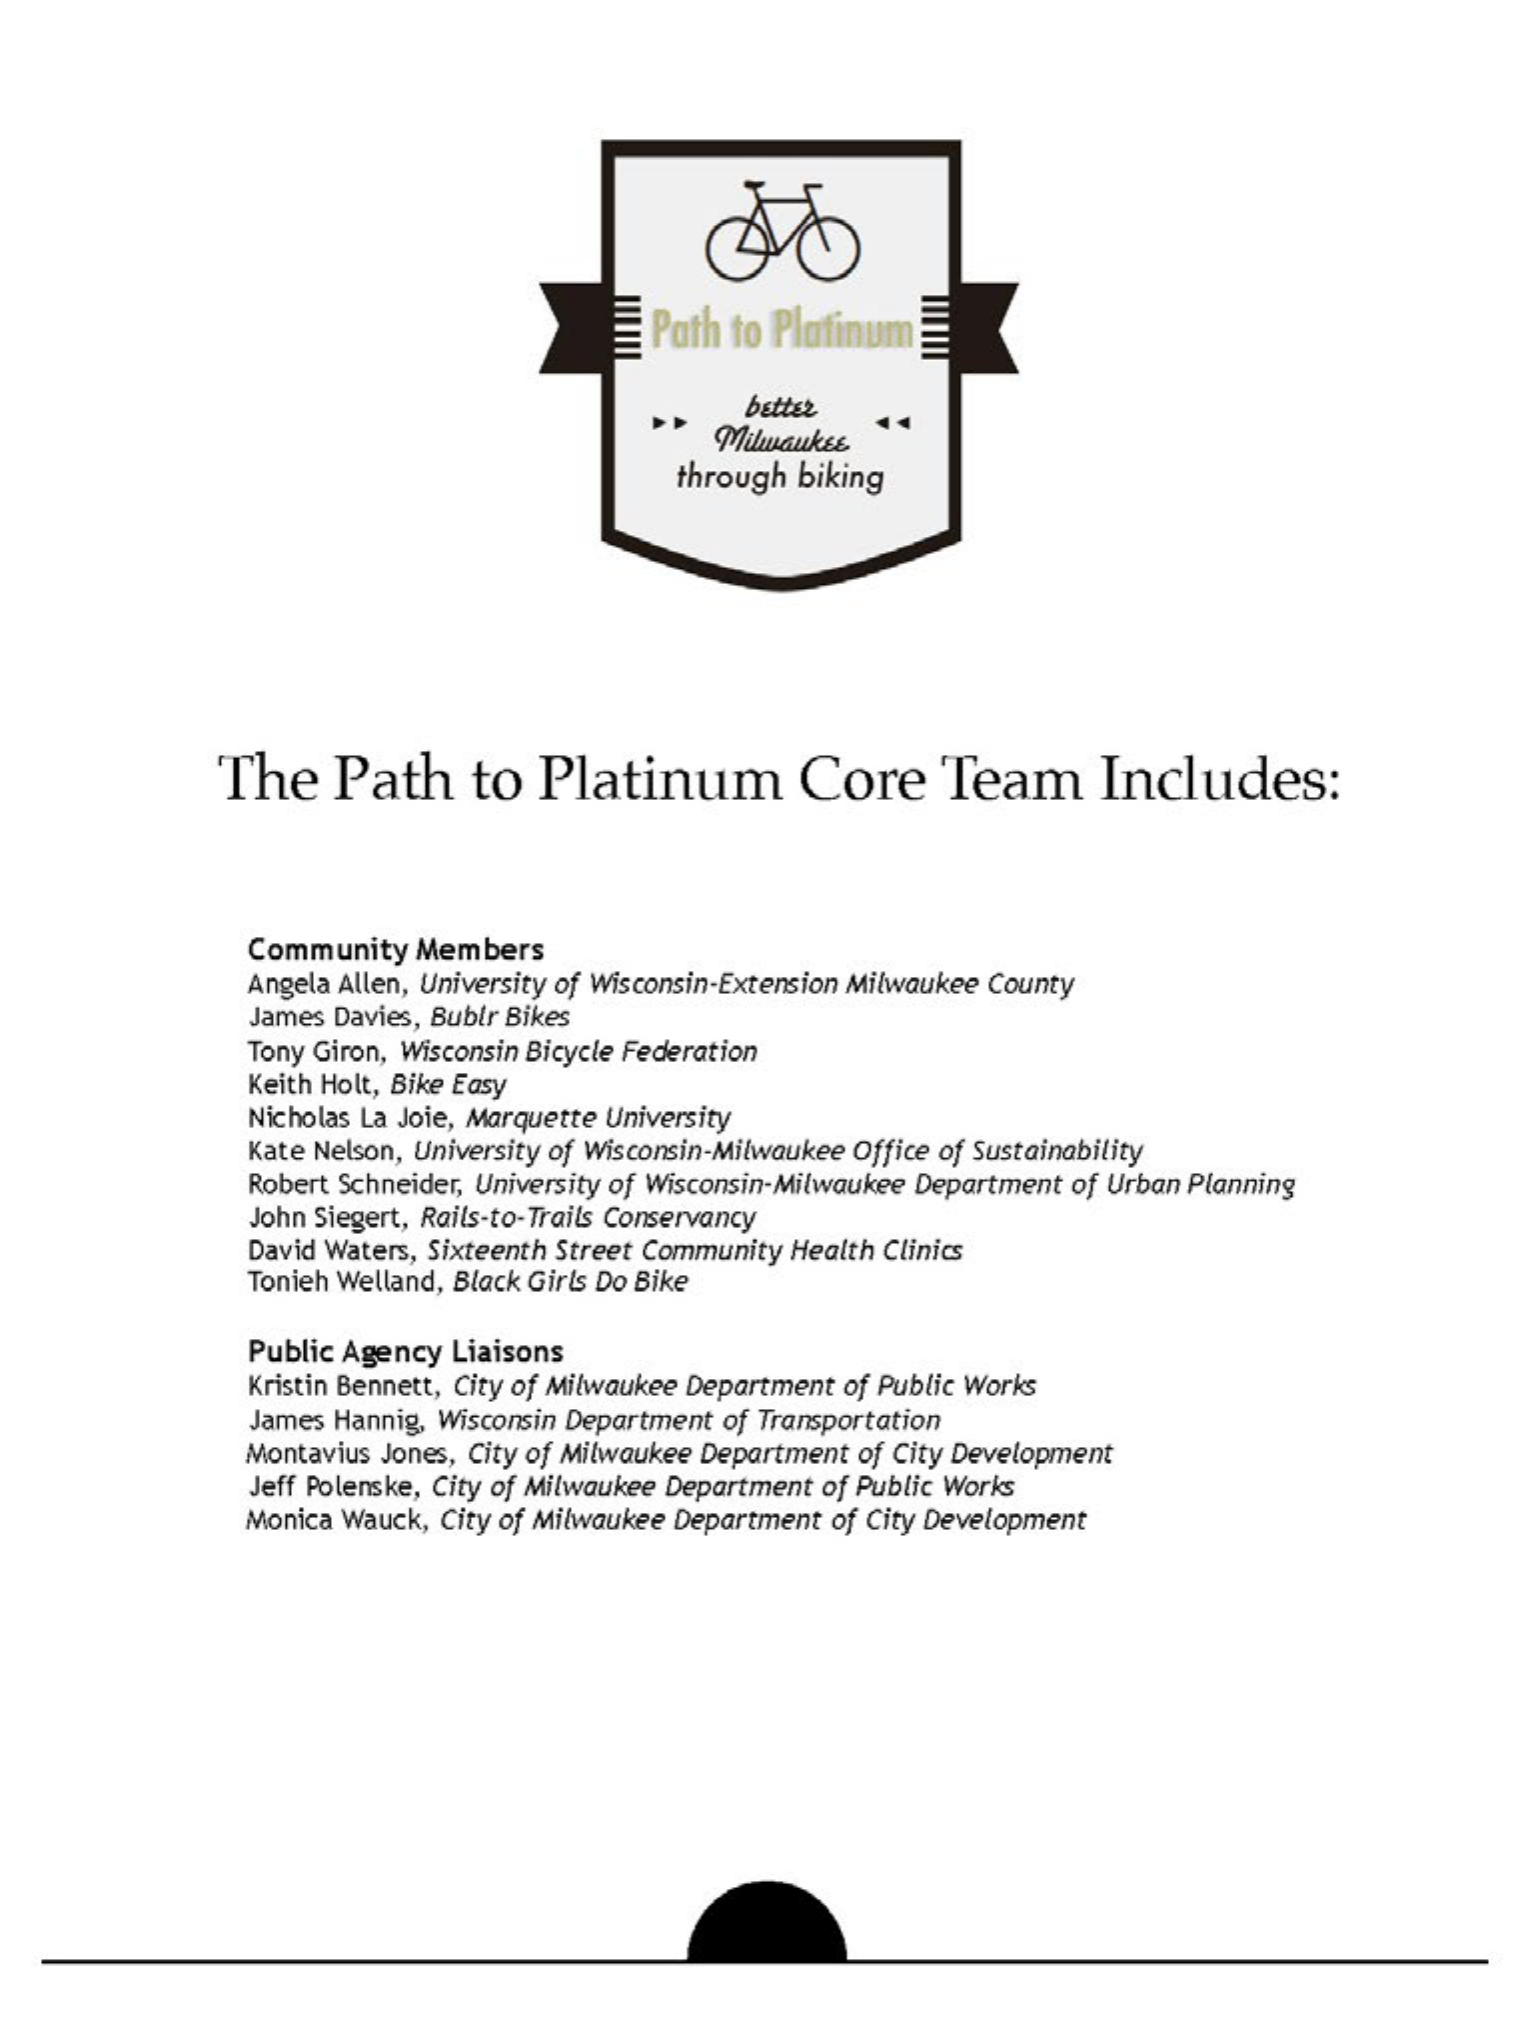 Path to Platinum
better
Milwaukee
through biking
The Path to Platinum Core Team Includes:
Community Members
Angela Allen, University of Wisconsin-Extension Milwaukee County
James Davies, Bublr Bikes
Tony Giron, Wisconsin Bicycle Federation
Keith Holt, Bike Easy
Nicholas La Joie, Marquette University
Kate Nelson, University of Wisconsin-Milwaukee Office of Sustainability
Robert Schneider, University of Wisconsin-Milwaukee Department of Urban Planning
John Siegert, Rails-to-Trails Conservancy
David Waters, Sixteenth Street Community Health Clinics
Tonieh Welland, Black Girls Do Bike
Public Agency Liaisons
Kristin Bennett, City of Milwaukee Department of Public Works
James Hannig, Wisconsin Department of Transportation
Montavius Jones, City of Milwaukee Department of City Development
Jeff Polenske, City of Milwaukee Department of Public Works
Monica Wauck, City of Milwaukee Department of City Development